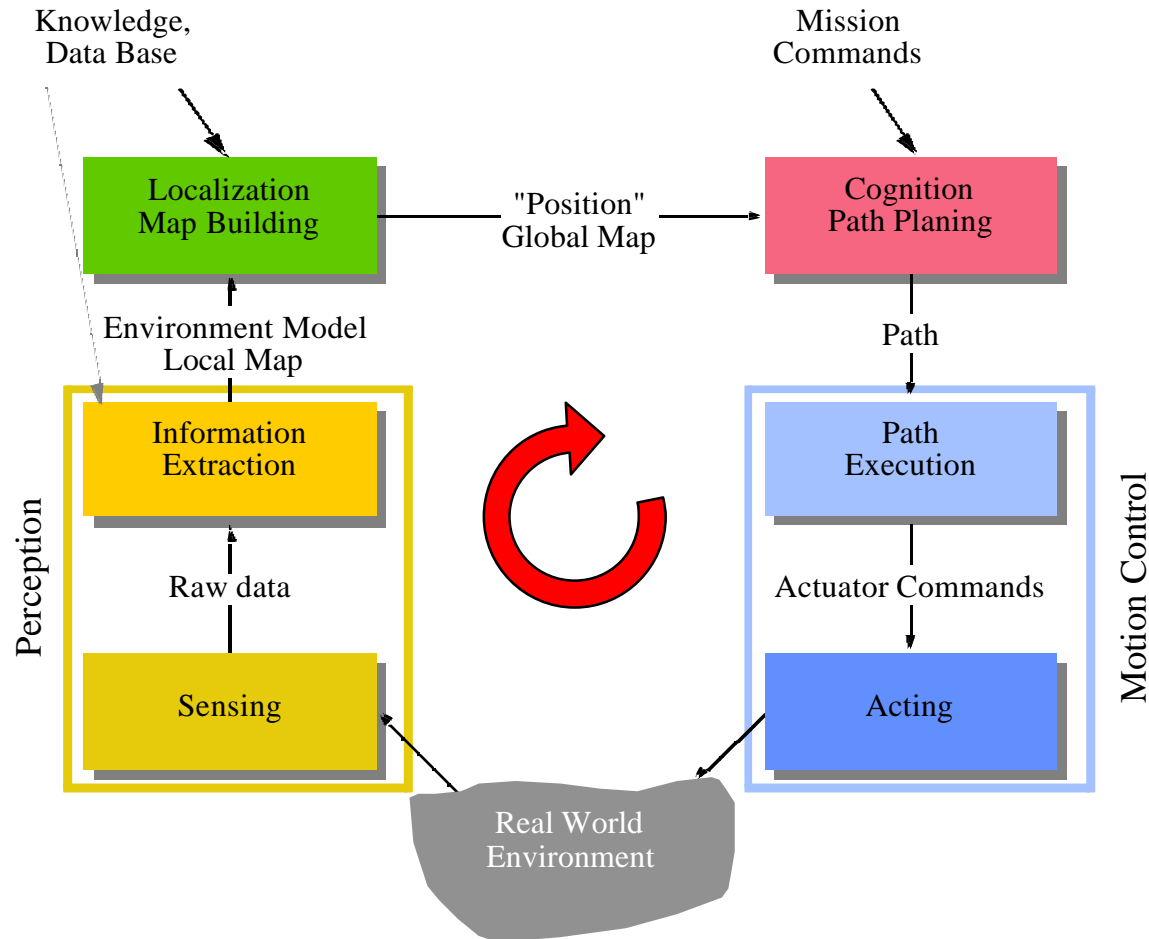 Knowledge,
Data Base
Mission
Commands
Localization
Map Building
"Position"
Global Map
Cognition
Path Planing
Environment Model
Local Map
Path
Information
Extraction
Path
Execution
Perception
Motion Control
Raw data
Actuator Commands
Sensing
Acting
Real World
Environment